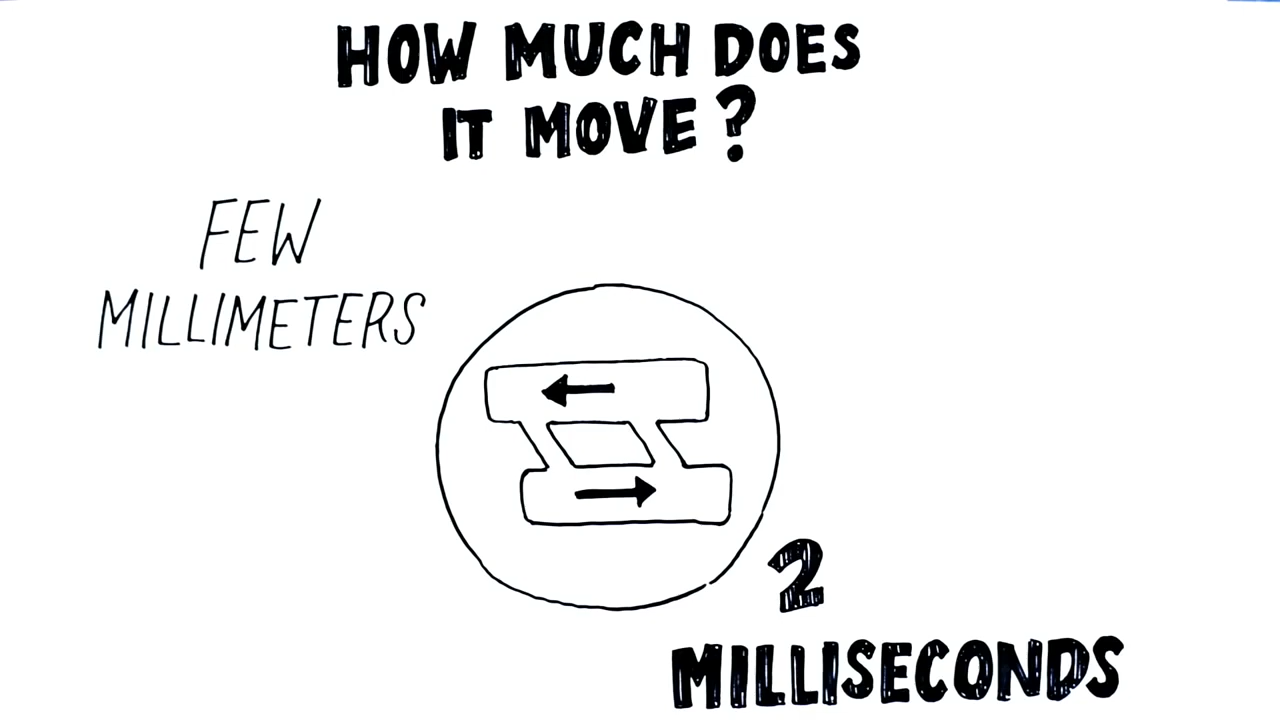 HOW MUCH DOES
IT MOVE?
FEW
MILLIMETERS
2
MILLISECONDS